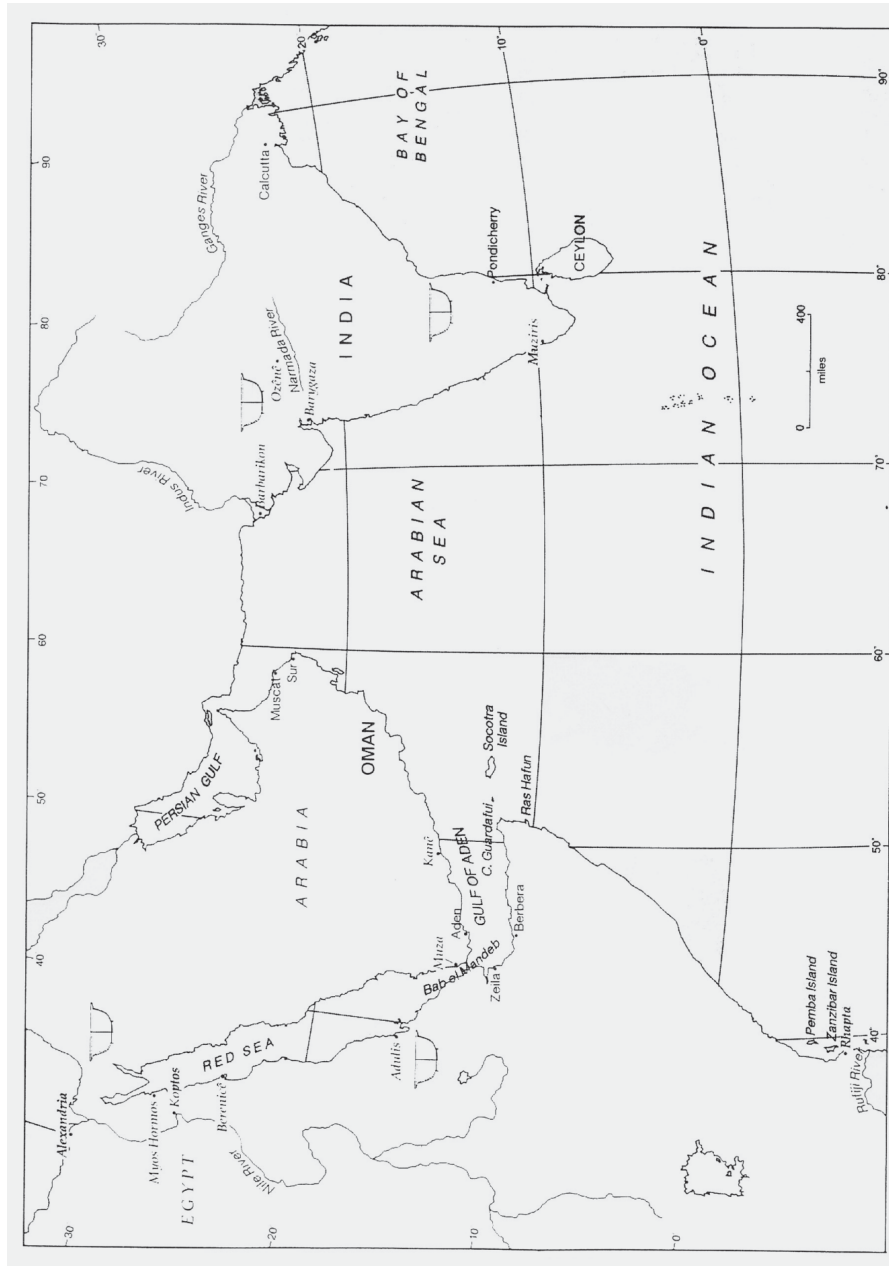 30°
20°
10°
0°
90°
90
80
70
60
50
40
-30
-20
-10
-0°
80°
70°
60°
50°
40°
Ganges River
Calcutta
BAY OF
BENGAL
INDIA
Ozênê
Narmada River
Barygaza
Indus River
Barbarikon
Pondicherry
CEYLON
Muziris
ARABIAN
SEA
INDIAN OCEAN
400
0
miles
PERSIAN GULF
Muscat
Sur
OMAN
ARABIA
Socotra
Island
C. Guardafui
Ras Hafun
GULF OF ADEN
Kanê
Aden
Muza
Bab el Mandeb
Zeila
Berbera
RED SEA
Adulis
Alexandria
Myos Hormos
Koptos
Berenicê
EGYPT
Nile River
Pemba Island
Zanzibar Island
Rhapta
Rufiji River